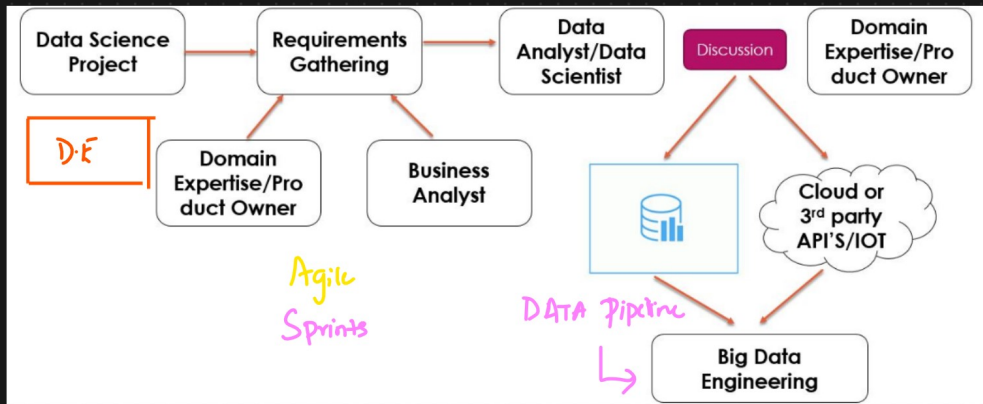 Data Science
Project
Requirements
Gathering
Data
Analyst/Data
Scientist
Discussion
Domain
Expertise/Pro
duct Owner
D.E
Domain
Expertise/Pro
duct Owner
Business
Analyst
Cloud or
3rd party
API'S/IOT
Agile
Sprints
DATA Pipeline
Big Data
Engineering